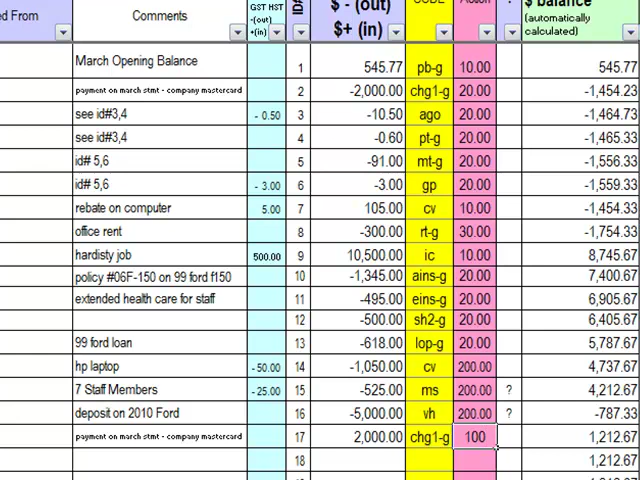 ed From Comments GST HST -(out) +(in) ID# $ - (out) $+ (in) CODE Action ? $ balance (automatically calculated)
March Opening Balance 1 545.77 pb-g 10.00 545.77
payment on march stmt - company mastercard 2 -2,000.00 chg1-g 20.00 -1,454.23
see id#3,4 - 0.50 3 -10.50 ago 20.00 -1,464.73
see id#3,4 4 -0.60 pt-g 20.00 -1,465.33
id# 5,6 5 -91.00 mt-g 20.00 -1,556.33
id# 5,6 - 3.00 6 -3.00 gp 20.00 -1,559.33
rebate on computer 5.00 7 105.00 cv 10.00 -1,454.33
office rent 8 -300.00 rt-g 30.00 -1,754.33
hardisty job 500.00 9 10,500.00 ic 10.00 8,745.67
policy #06F-150 on 99 ford f150 10 -1,345.00 ains-g 20.00 7,400.67
extended health care for staff 11 -495.00 eins-g 20.00 6,905.67
12 -500.00 sh2-g 20.00 6,405.67
99 ford loan 13 -618.00 lop-g 20.00 5,787.67
hp laptop - 50.00 14 -1,050.00 cv 200.00 4,737.67
7 Staff Members - 25.00 15 -525.00 ms 200.00 ? 4,212.67
deposit on 2010 Ford 16 -5,000.00 vh 200.00 ? -787.33
payment on march stmt - company mastercard 17 2,000.00 chg1-g 100 1,212.67
18 1,212.67